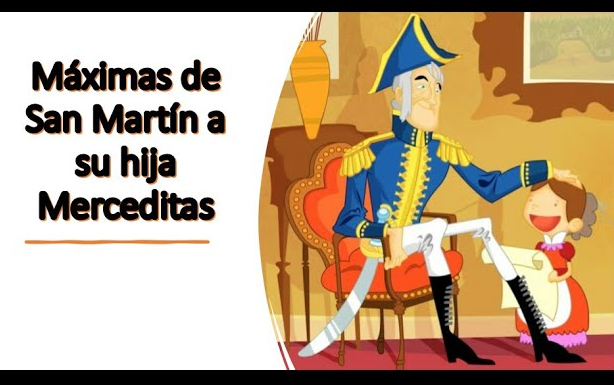 Máximas de
San Martín a
su hija
Merceditas